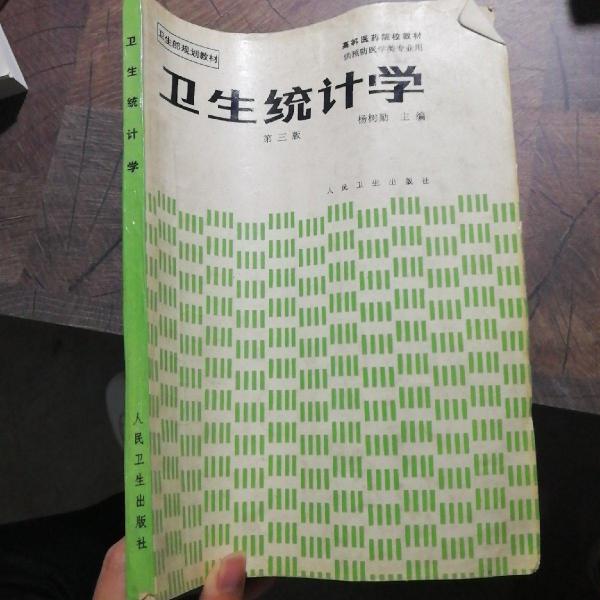 卫生部规划教材
高等医药院校教材
供预防医学类专业用
卫生统计学
第三版
杨树勤 主编
人民卫生出版社
卫生统计学
人民卫生出版社